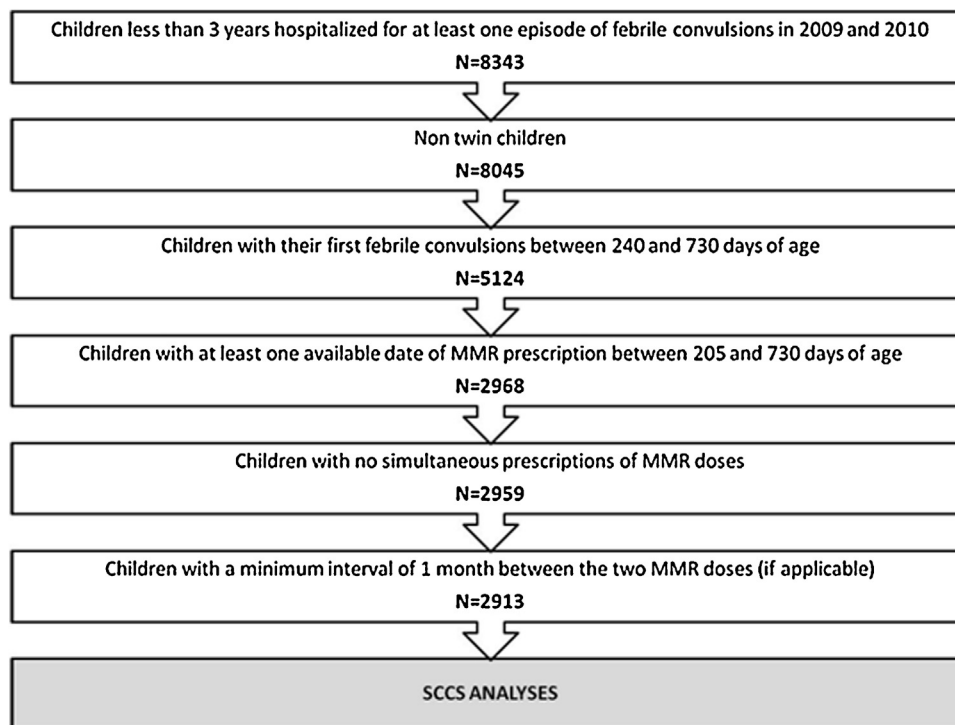 Children less than 3 years hospitalized for at least one episode of febrile convulsions in 2009 and 2010
N=8343
Non twin children
N=8045
Children with their first febrile convulsions between 240 and 730 days of age
N=5124
Children with at least one available date of MMR prescription between 205 and 730 days of age
N=2968
Children with no simultaneous prescriptions of MMR doses
N=2959
Children with a minimum interval of 1 month between the two MMR doses (if applicable)
N=2913
SCCS ANALYSES